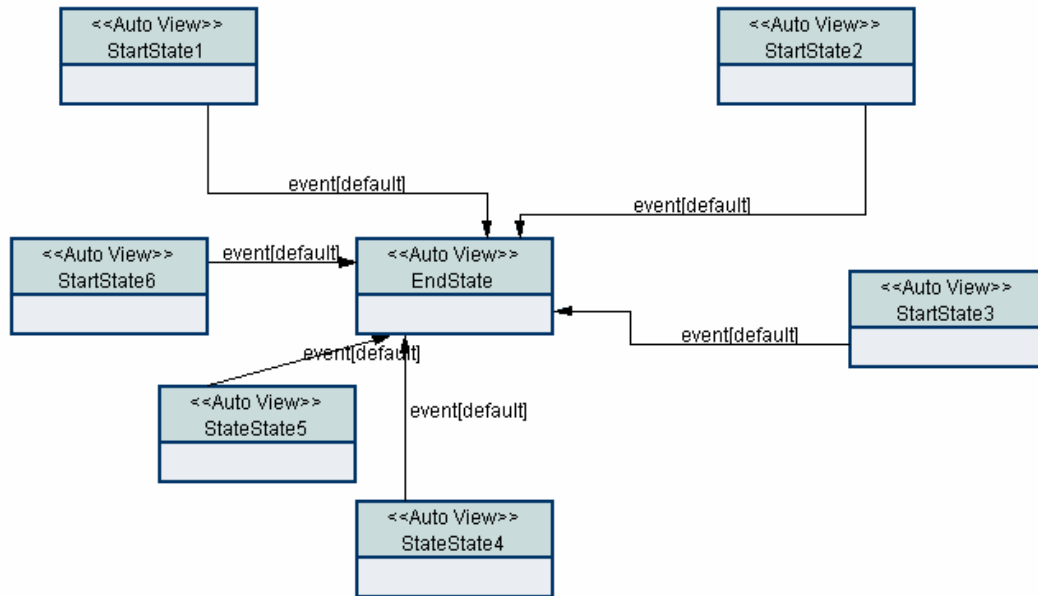 <<Auto View>>
StartState1
<<Auto View>>
StartState2
event[default]
event[default]
<<Auto View>>
StartState6
event[default]
<<Auto View>>
EndState
<<Auto View>>
StartState3
event[default]
event[default]
<<Auto View>>
StateState5
event[default]
<<Auto View>>
StateState4